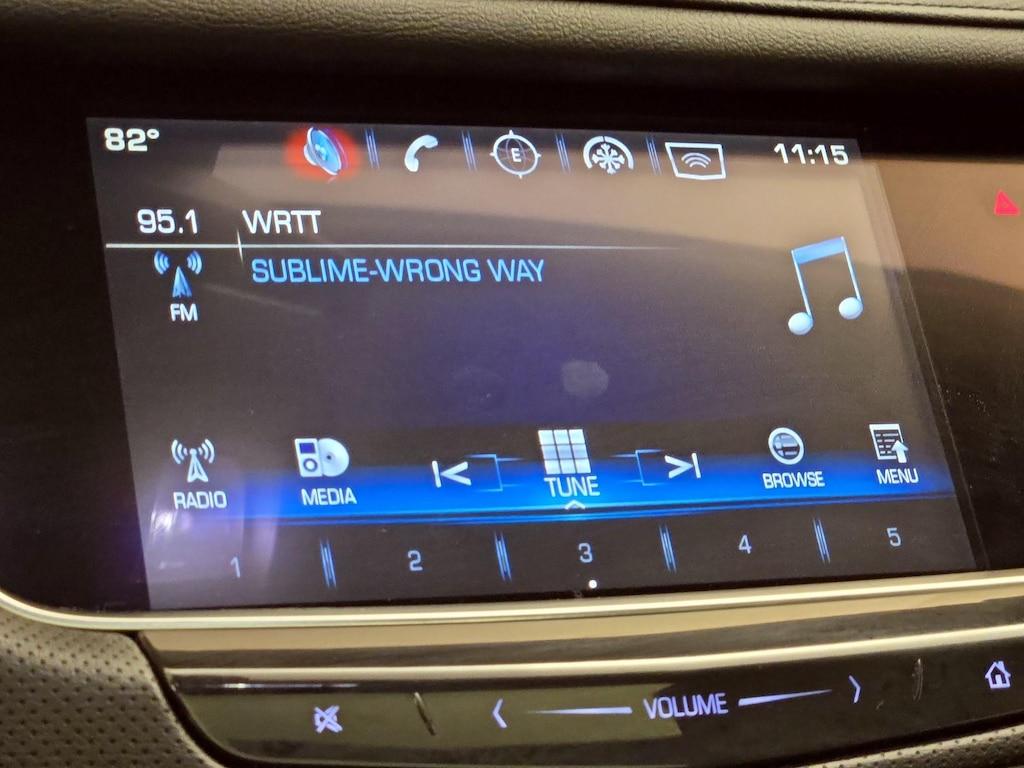 82° E 11:15
95.1 WRTT
SUBLIME-WRONG WAY
FM
RADIO MEDIA TUNE BROWSE MENU
1 2 3 4 5
VOLUME